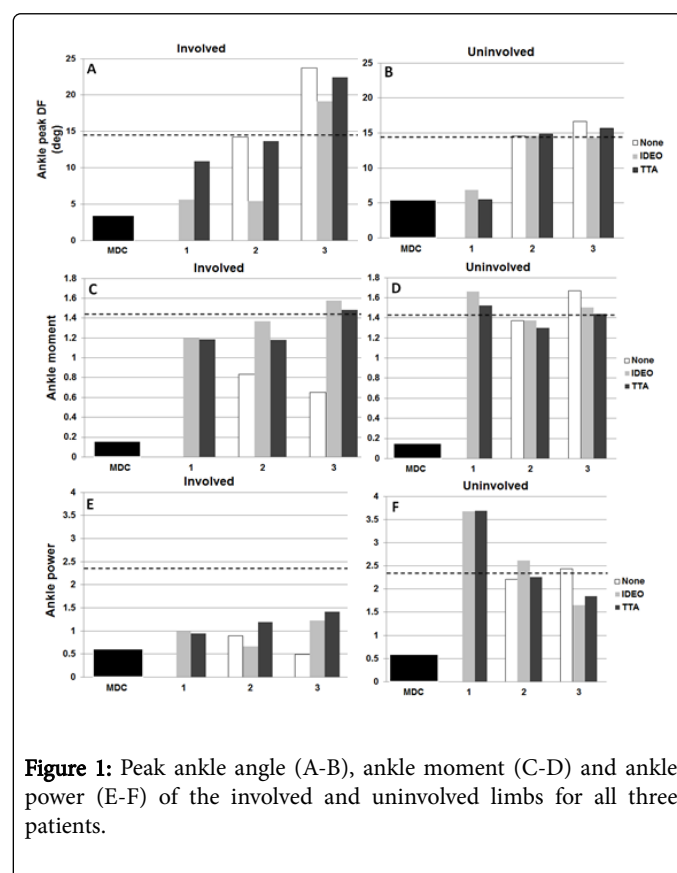 Involved
A
Ankle peak DF
(deg)
25
20
15
10
5
0
MDC 1 2 3
Uninvolved
B
25
20
15
10
5
0
MDC 1 2 3
None
IDEO
TTA
Involved
C
Ankle moment
1.8
1.6
1.4
1.2
1
0.8
0.6
0.4
0.2
0
MDC 1 2 3
Uninvolved
D
1.8
1.6
1.4
1.2
1
0.8
0.6
0.4
0.2
0
MDC 1 2 3
None
IDEO
TTA
Involved
E
Ankle power
4
3.5
3
2.5
2
1.5
1
0.5
0
MDC 1 2 3
Uninvolved
F
4
3.5
3
2.5
2
1.5
1
0.5
0
MDC 1 2 3
None
IDEO
TTA
Figure 1: Peak ankle angle (A-B), ankle moment (C-D) and ankle
power (E-F) of the involved and uninvolved limbs for all three
patients.